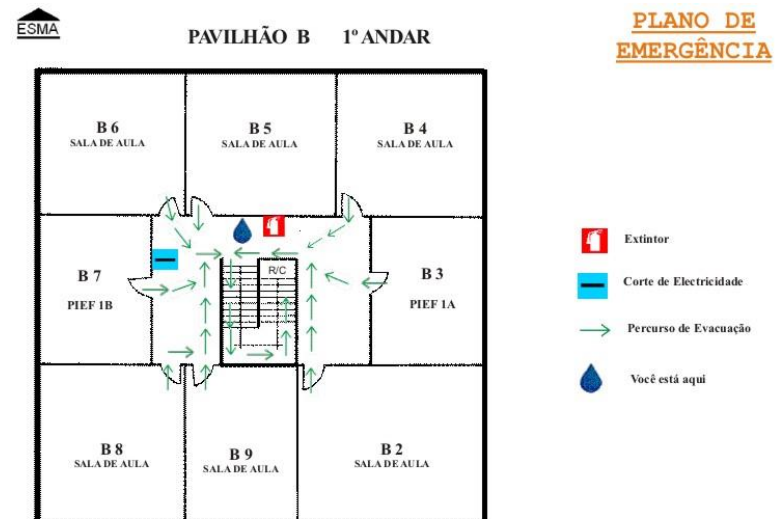 ESMA
PAVILHÃO B 1º ANDAR
PLANO DE
EMERGÊNCIA
B 6
SALA DE AULA
B 5
SALA DE AULA
B 4
SALA DE AULA
B 7
PIEF 1B
R/C
B 3
PIEF 1A
B 8
SALA DE AULA
B 9
SALA DE AULA
B 2
SALA DE AULA
Extintor
Corte de Electricidade
Percurso de Evacuação
Você está aqui